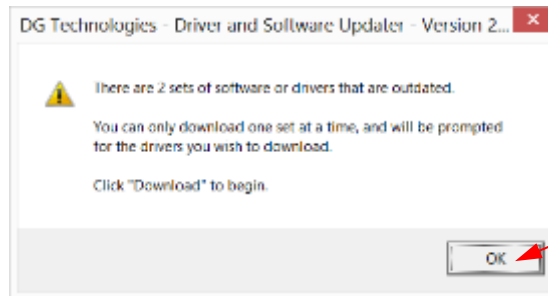 DG Technologies - Driver and Software Updater - Version 2...
There are 2 sets of software or drivers that are outdated.
You can only download one set at a time, and will be prompted
for the drivers you wish to download.
Click "Download" to begin.
OK